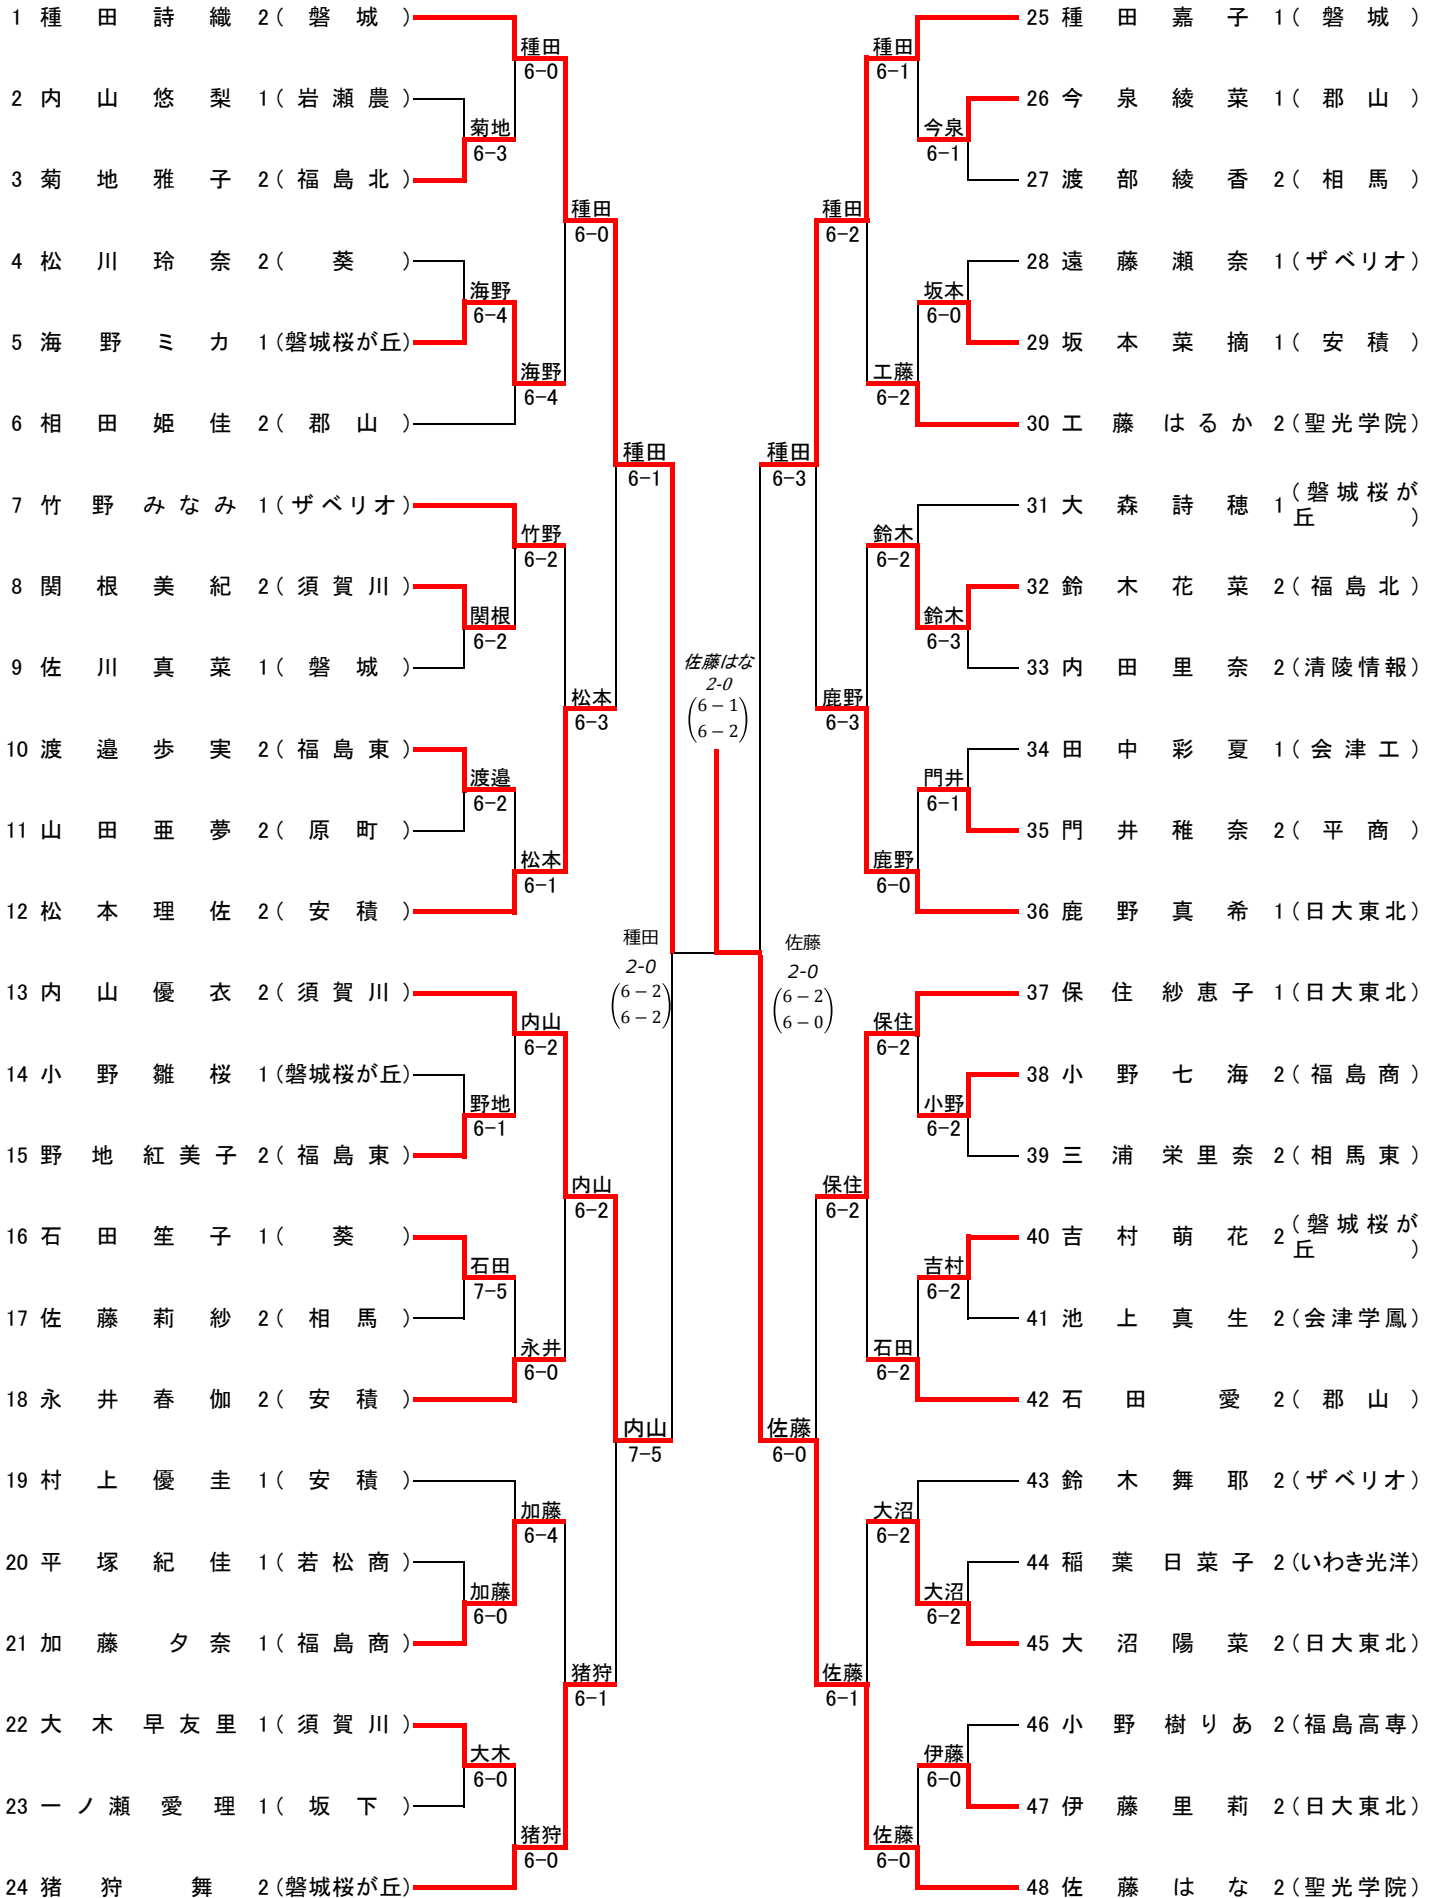 1 種田詩織 2(磐城)
種田
6-0
2 内山悠梨 1(岩瀬農)
菊地
6-3
3 菊地雅子 2(福島北)
種田
6-0
4 松川玲奈 2(葵)
海野
6-4
5 海野ミカ 1(磐城桜が丘)
海野
6-4
6 相田姫佳 2(郡山)
種田
6-1
7 竹野みなみ 1(ザベリオ)
竹野
6-2
8 関根美紀 2(須賀川)
関根
6-2
9 佐川真菜 1(磐城)
松本
6-3
10 渡邉歩実 2(福島東)
渡邉
6-2
11 山田亜夢 2(原町)
松本
6-1
12 松本理佐 2(安積)
種田
2-0
(6-2)
(6-2)
13 内山優衣 2(須賀川)
内山
6-2
14 小野雛桜 1(磐城桜が丘)
野地
6-1
15 野地紅美子 2(福島東)
内山
6-2
16 石田笙子 1(葵)
石田
7-5
17 佐藤莉紗 2(相馬)
永井
6-0
18 永井春伽 2(安積)
内山
7-5
19 村上優圭 1(安積)
加藤
6-4
20 平塚紀佳 1(若松商)
加藤
6-0
21 加藤夕奈 1(福島商)
猪狩
6-1
22 大木早友里 1(須賀川)
大木
6-0
23 一ノ瀬愛理 1(坂下)
猪狩
6-0
24 猪狩舞 2(磐城桜が丘)
佐藤はな
2-0
(6-1)
(6-2)
25 種田嘉子 1(磐城)
種田
6-1
26 今泉綾菜 1(郡山)
今泉
6-1
27 渡部綾香 2(相馬)
種田
6-2
28 遠藤瀬奈 1(ザベリオ)
坂本
6-0
29 坂本菜摘 1(安積)
工藤
6-2
30 工藤はるか 2(聖光学院)
種田
6-3
31 大森詩穂 1(磐城桜が
丘)
鈴木
6-2
32 鈴木花菜 2(福島北)
鈴木
6-3
33 内田里奈 2(清陵情報)
鹿野
6-3
34 田中彩夏 1(会津工)
門井
6-1
35 門井稚奈 2(平商)
鹿野
6-0
36 鹿野真希 1(日大東北)
佐藤
2-0
(6-2)
(6-0)
37 保住紗恵子 1(日大東北)
保住
6-2
38 小野七海 2(福島商)
小野
6-2
39 三浦栄里奈 2(相馬東)
保住
6-2
40 吉村萌花 2(磐城桜が
丘)
吉村
6-2
41 池上真生 2(会津学鳳)
石田
6-2
42 石田愛 2(郡山)
佐藤
6-0
43 鈴木舞耶 2(ザベリオ)
大沼
6-2
44 稲葉日菜子 2(いわき光洋)
大沼
6-2
45 大沼陽菜 2(日大東北)
佐藤
6-1
46 小野樹りあ 2(福島高専)
伊藤
6-0
47 伊藤里莉 2(日大東北)
佐藤
6-0
48 佐藤はな 2(聖光学院)